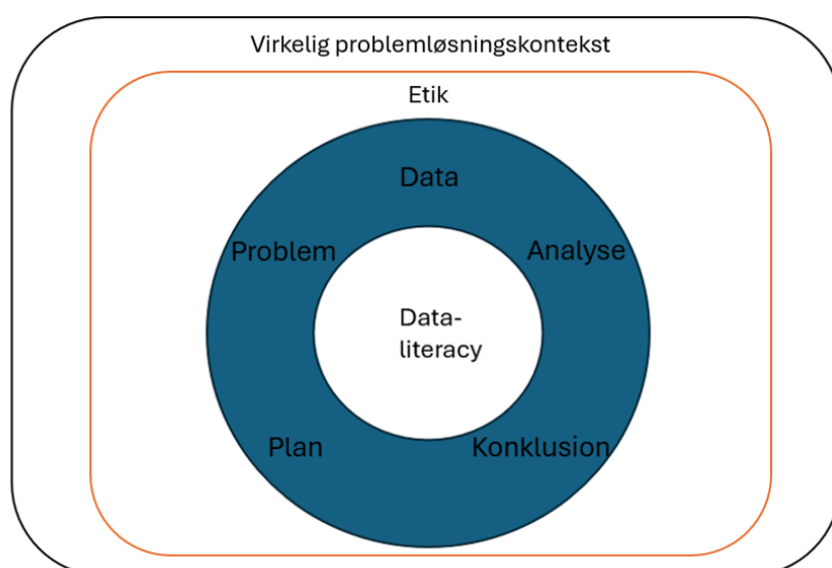 Virkelig problemløsningskontekst
Etik
Data
Problem
Analyse
Data-
literacy
Plan
Konklusion